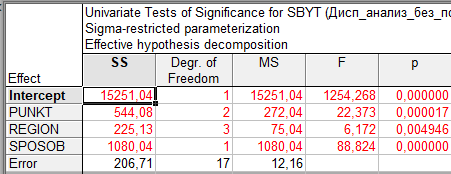 Univariate Tests of Significance for SBYT (Дисп_анализ_без_по
Sigma-restricted parameterization
Effective hypothesis decomposition
Effect SS Degr. of Freedom MS F p
Intercept 15251,04 1 15251,04 1254,268 0,000000
PUNKT 544,08 2 272,04 22,373 0,000017
REGION 225,13 3 75,04 6,172 0,004946
SPOSOB 1080,04 1 1080,04 88,824 0,000000
Error 206,71 17 12,16